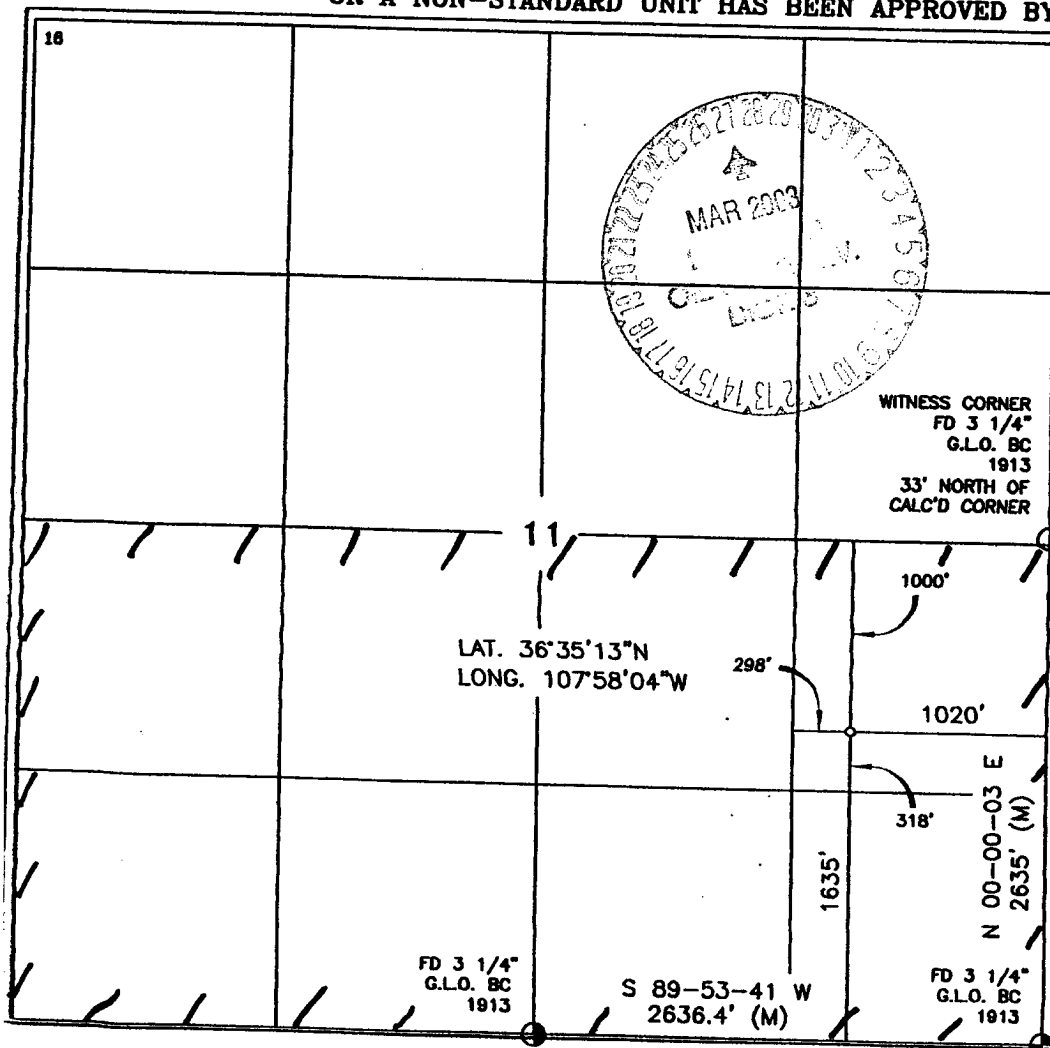 OR A NON-STANDARD UNIT HAS BEEN APPROVED BY
16
MAR 2003
WITNESS CORNER
FD 3 1/4"
G.L.O. BC
1913
33' NORTH OF
CALC'D CORNER
11
1000'
LAT. 36°35'13"N
LONG. 107°58'04"W
298'
1020'
318'
1635'
N 00-00-03 E
2635' (M)
FD 3 1/4"
G.L.O. BC
1913
S 89-53-41 W
2636.4' (M)
FD 3 1/4"
G.L.O. BC
1913